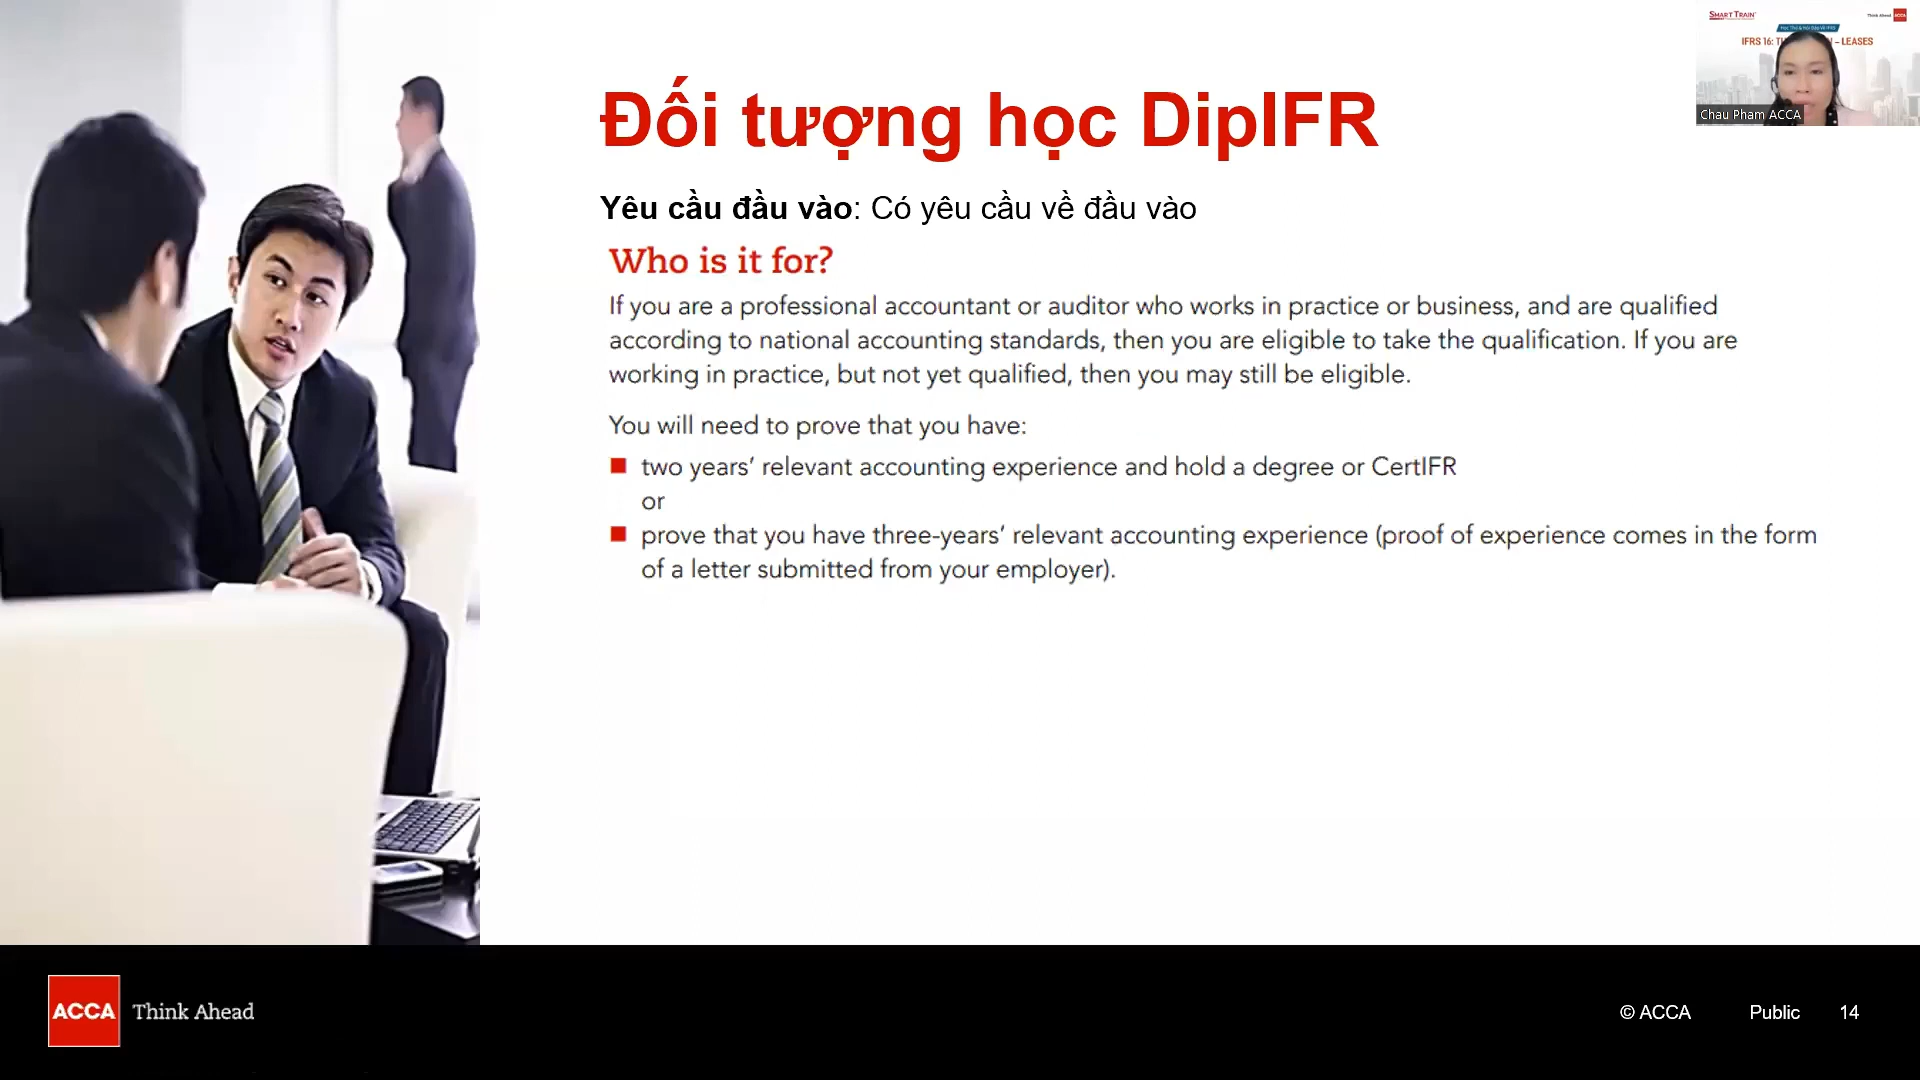 Đối tượng học DipIFR
Yêu cầu đầu vào: Có yêu cầu về đầu vào
Who is it for?
If you are a professional accountant or auditor who works in practice or business, and are qualified
according to national accounting standards, then you are eligible to take the qualification. If you are
working in practice, but not yet qualified, then you may still be eligible.
You will need to prove that you have:
two years’ relevant accounting experience and hold a degree or CertIFR
or
prove that you have three-years’ relevant accounting experience (proof of experience comes in the form
of a letter submitted from your employer).
SMART TRAIN
Think Ahead ACCA
IFRS 16: – LEASES
Chau Pham ACCA
ACCA Think Ahead
© ACCA Public 14